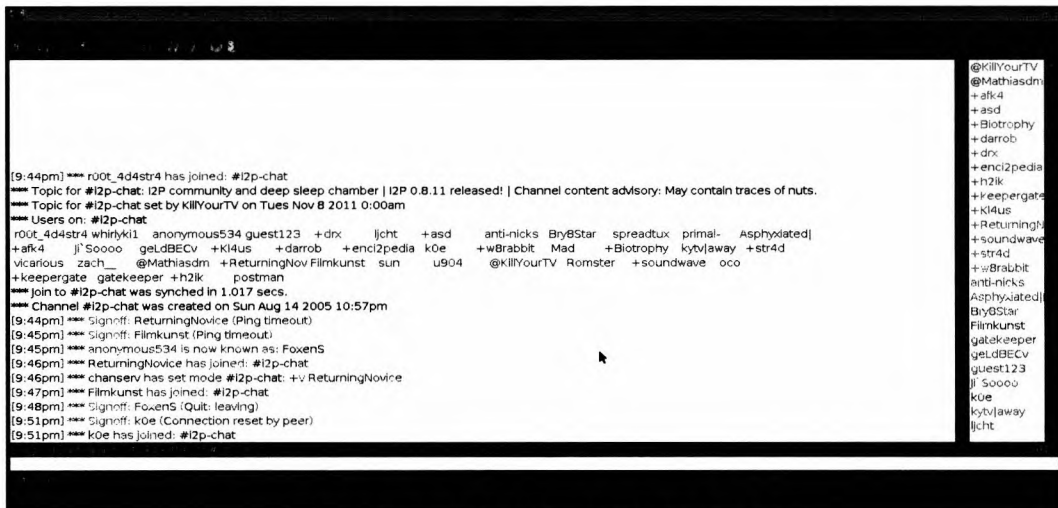 [9:44pm] *** r00t_4d4str4 has joined: #i2p-chat
*** Topic for #i2p-chat: I2P community and deep sleep chamber | I2P 0.8.11 released! | Channel content advisory: May contain traces of nuts.
*** Topic for #i2p-chat set by KillYourTV on Tues Nov 8 2011 0:00am
*** Users on: #i2p-chat
r00t_4d4str4 whirlyki1 anonymous534 guest123 +drx ljcht +asd anti-nicks Bry8Star spreadtux primal- Asphyxiated|
+afk4 Ji`Soooo geLdBECv +Kl4us +darrob +enci2pedia k0e +w8rabbit Mad +Biotrophy kytv|away +str4d
vicarious zach__ @Mathiasdm +ReturningNov Filmkunst sun u904 @KillYourTV Romster +soundwave oco
+keepergate gatekeeper +h2ik postman
*** Join to #i2p-chat was synched in 1.017 secs.
*** Channel #i2p-chat was created on Sun Aug 14 2005 10:57pm
[9:44pm] *** Signoff: ReturningNovice (Ping timeout)
[9:45pm] *** Signoff: Filmkunst (Ping timeout)
[9:45pm] *** anonymous534 is now known as: FoxenS
[9:46pm] *** ReturningNovice has joined: #i2p-chat
[9:46pm] *** chanserv has set mode #i2p-chat: +v ReturningNovice
[9:47pm] *** Filmkunst has joined: #i2p-chat
[9:48pm] *** Signoff: FoxenS (Quit: leaving)
[9:51pm] *** Signoff: k0e (Connection reset by peer)
[9:51pm] *** k0e has joined: #i2p-chat
@KillYourTV
@Mathiasdm
+afk4
+asd
+Biotrophy
+darrob
+drx
+enci2pedia
+h2ik
+keepergate
+Kl4us
+ReturningN
+soundwave
+str4d
+w8rabbit
anti-nicks
Asphyxiated|
Bry8Star
Filmkunst
gatekeeper
geLdBECv
guest123
Ji`Soooo
k0e
kytv|away
ljcht